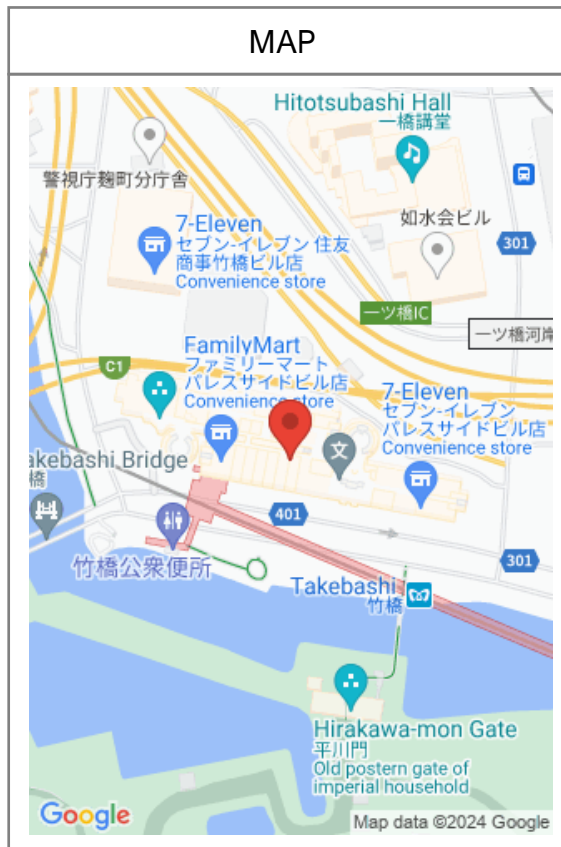 MAP
Hitotsubashi Hall
一橋講堂
警視庁麹町分庁舎
7-Eleven
セブン-イレブン 住友
商事竹橋ビル店
Convenience store
如水会ビル
301
一ツ橋IC
一ツ橋河岸
C1
FamilyMart
ファミリーマート
パレスサイドビル店
Convenience store
7-Eleven
セブン-イレブン
パレスサイドビル店
Convenience store
文
akebashi Bridge
橋
401
301
竹橋公衆便所
Takebashi
竹橋
Hirakawa-mon Gate
平川門
Old postern gate of
imperial household
Google
Map data ©2024 Google